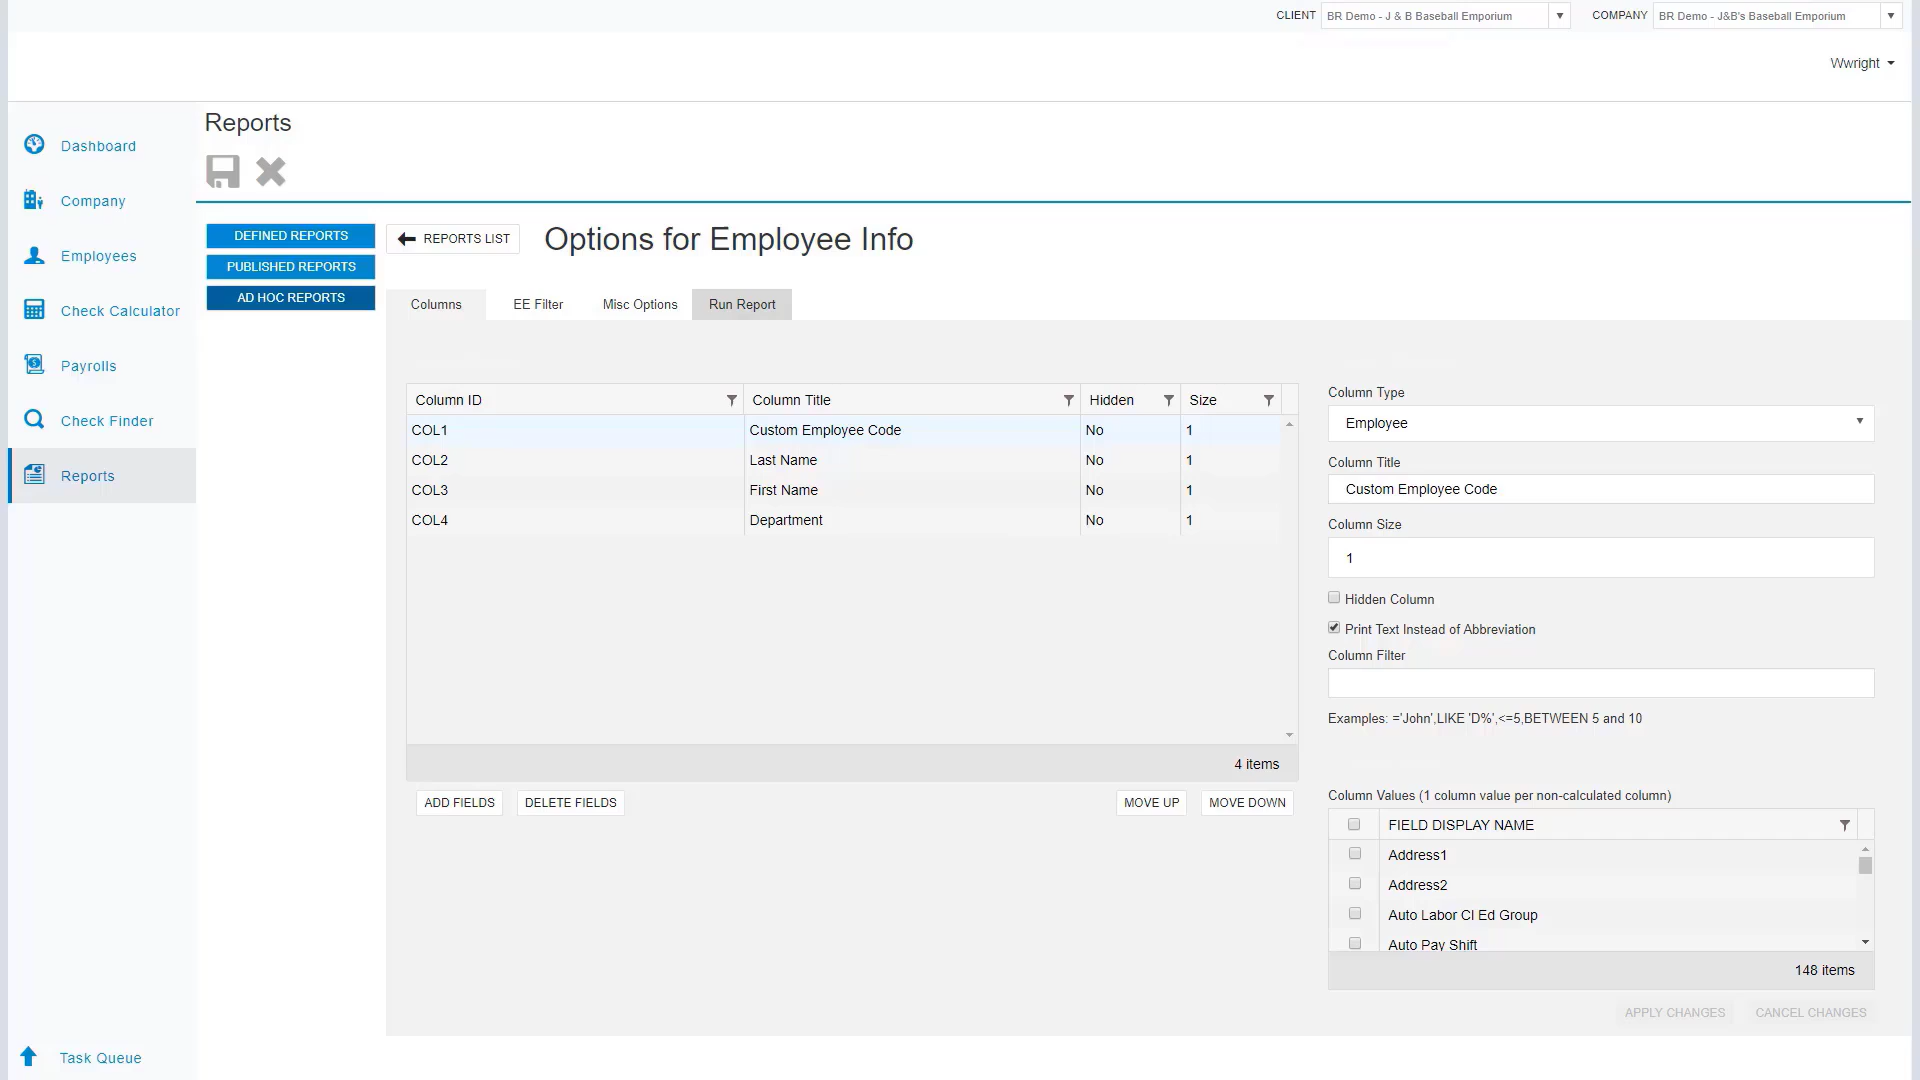 CLIENT BR Demo - J & B Baseball Emporium COMPANY BR Demo - J&B's Baseball Emporium
Wwright
Dashboard
Company
Employees
Check Calculator
Payrolls
Check Finder
Reports
Task Queue
Reports
DEFINED REPORTS
PUBLISHED REPORTS
AD HOC REPORTS
REPORTS LIST Options for Employee Info
Columns EE Filter Misc Options Run Report
Column ID Column Title Hidden Size
COL1 Custom Employee Code No 1
COL2 Last Name No 1
COL3 First Name No 1
COL4 Department No 1
4 items
ADD FIELDS DELETE FIELDS MOVE UP MOVE DOWN
Column Type
Employee
Column Title
Custom Employee Code
Column Size
1
Hidden Column
Print Text Instead of Abbreviation
Column Filter
Examples: ='John',LIKE 'D%',<=5,BETWEEN 5 and 10
Column Values (1 column value per non-calculated column)
FIELD DISPLAY NAME
Address1
Address2
Auto Labor Cl Ed Group
Auto Pay Shift
148 items
APPLY CHANGES CANCEL CHANGES